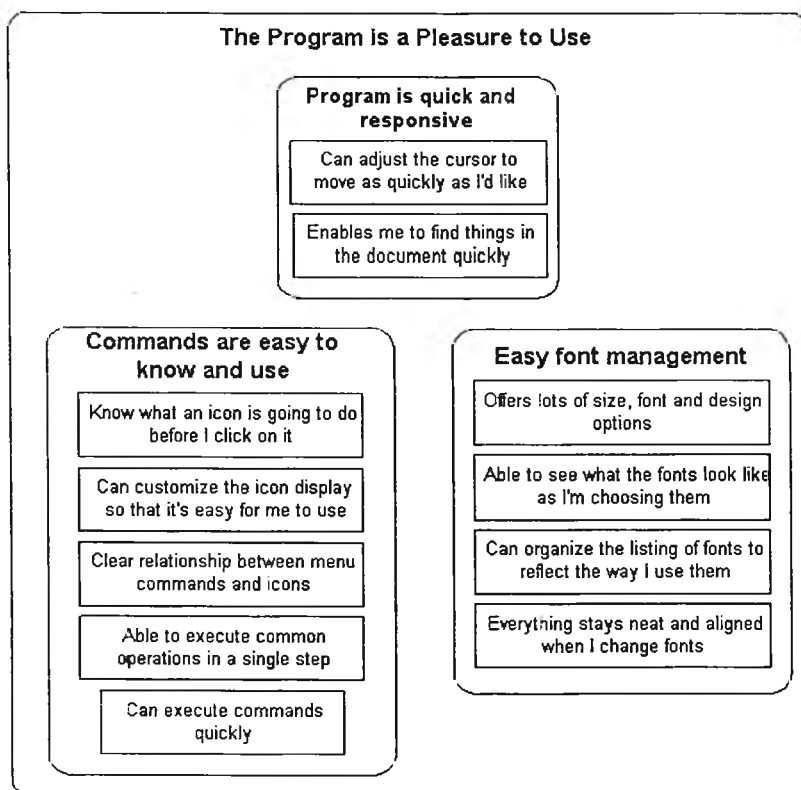 The Program is a Pleasure to Use
Program is quick and
responsive
Can adjust the cursor to
move as quickly as I'd like
Enables me to find things in
the document quickly
Commands are easy to
know and use
Know what an icon is going to do
before I click on it
Can customize the icon display
so that it's easy for me to use
Clear relationship between menu
commands and icons
Able to execute common
operations in a single step
Can execute commands
quickly
Easy font management
Offers lots of size, font and design
options
Able to see what the fonts look like
as I'm choosing them
Can organize the listing of fonts to
reflect the way I use them
Everything stays neat and aligned
when I change fonts